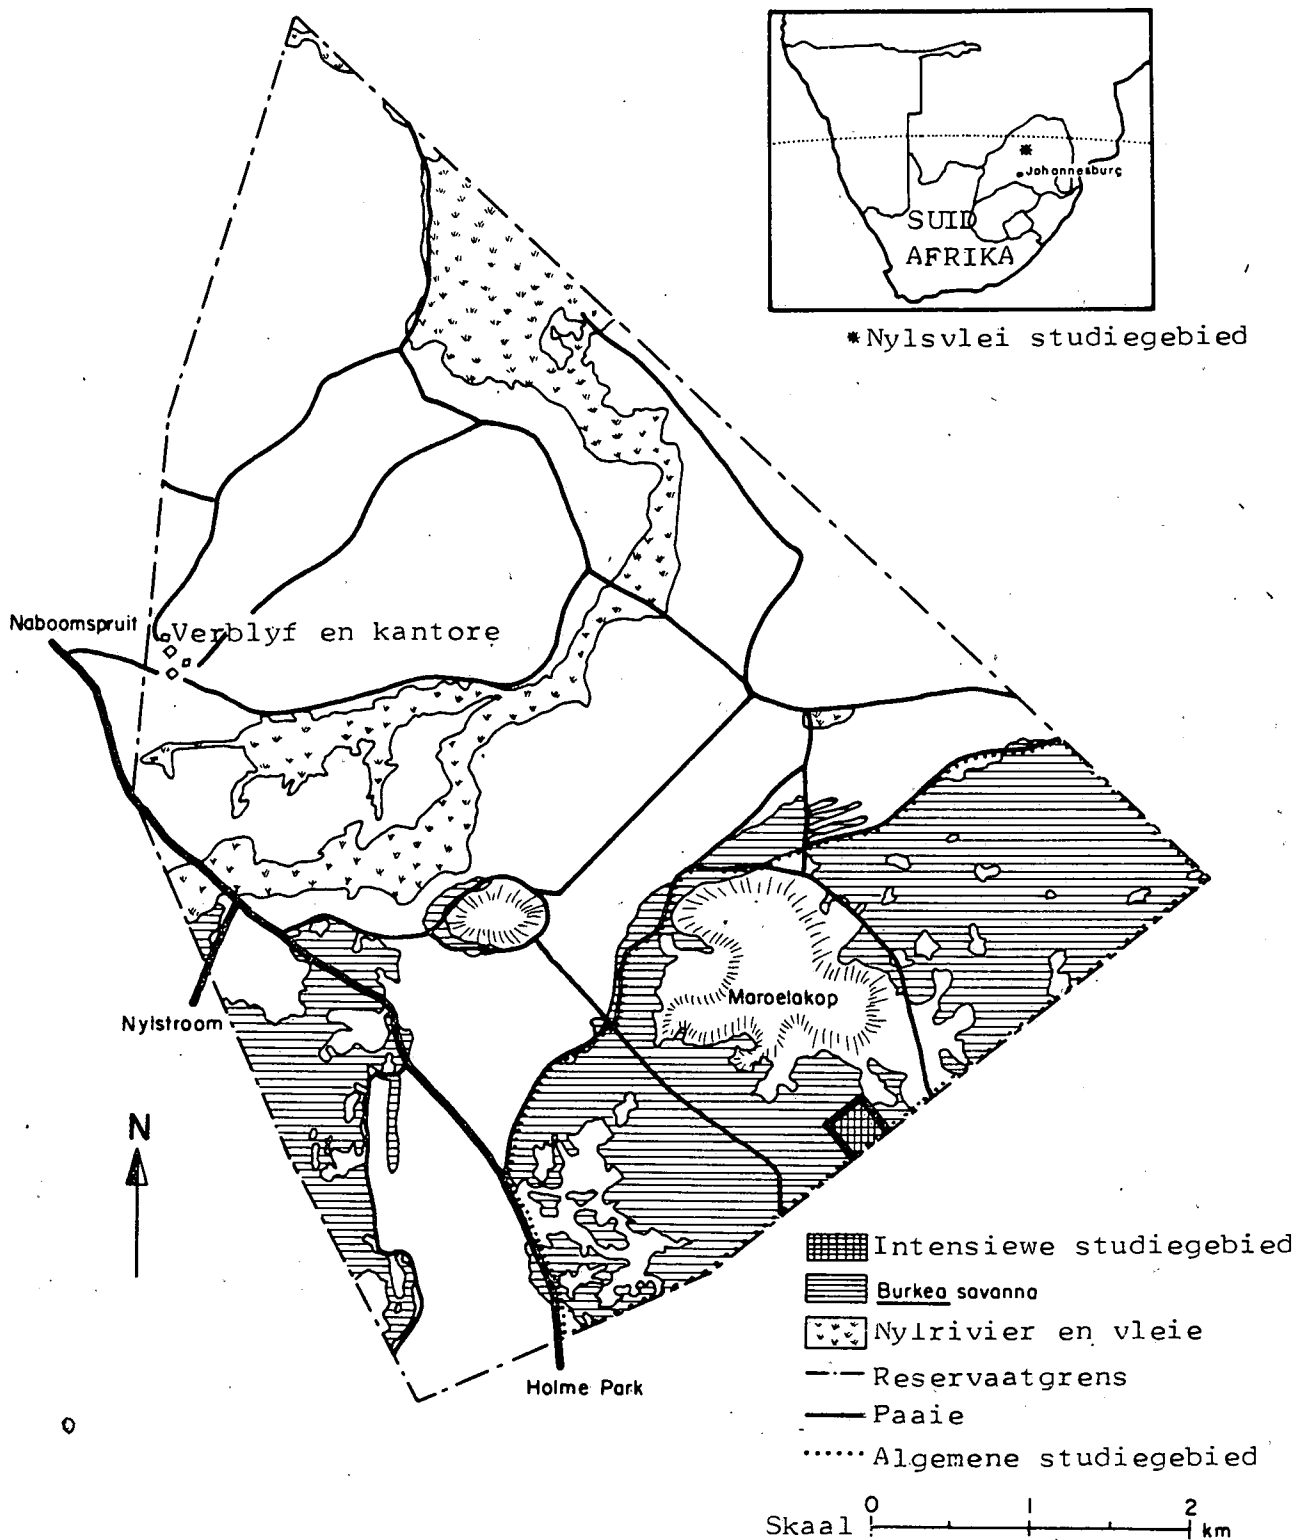 Johannesburg
SUID
AFRIKA
*Nylsvlei studiegebied
Naboomspruit
Verblyf en kantore
Maroelakop
Nylstroom
N
Intensiewe studiegebied
Burkea savanna
Nylrivier en vleie
Reservaatgrens
Holme Park
Paaie
Algemene studiegebied
Skaal 0 1 2 km